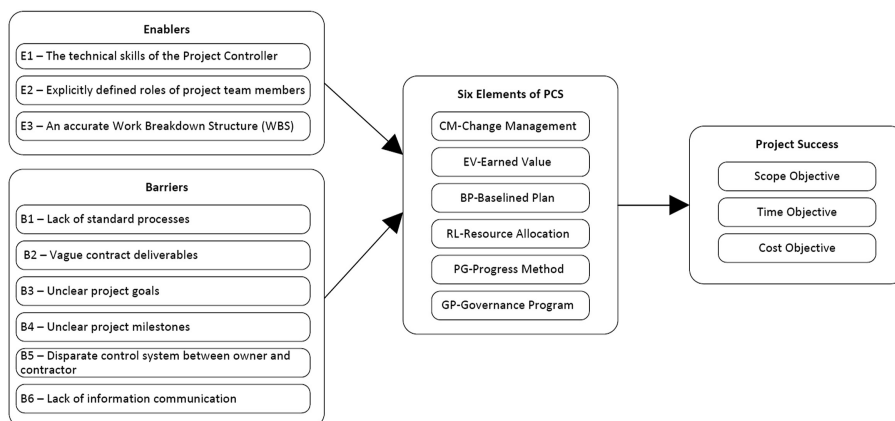 Enablers
E1 – The technical skills of the Project Controller
E2 – Explicitly defined roles of project team members
E3 – An accurate Work Breakdown Structure (WBS)
Barriers
B1 – Lack of standard processes
B2 – Vague contract deliverables
B3 – Unclear project goals
B4 – Unclear project milestones
B5 – Disparate control system between owner and
contractor
B6 – Lack of information communication
Six Elements of PCS
CM-Change Management
EV-Earned Value
BP-Baselined Plan
RL-Resource Allocation
PG-Progress Method
GP-Governance Program
Project Success
Scope Objective
Time Objective
Cost Objective